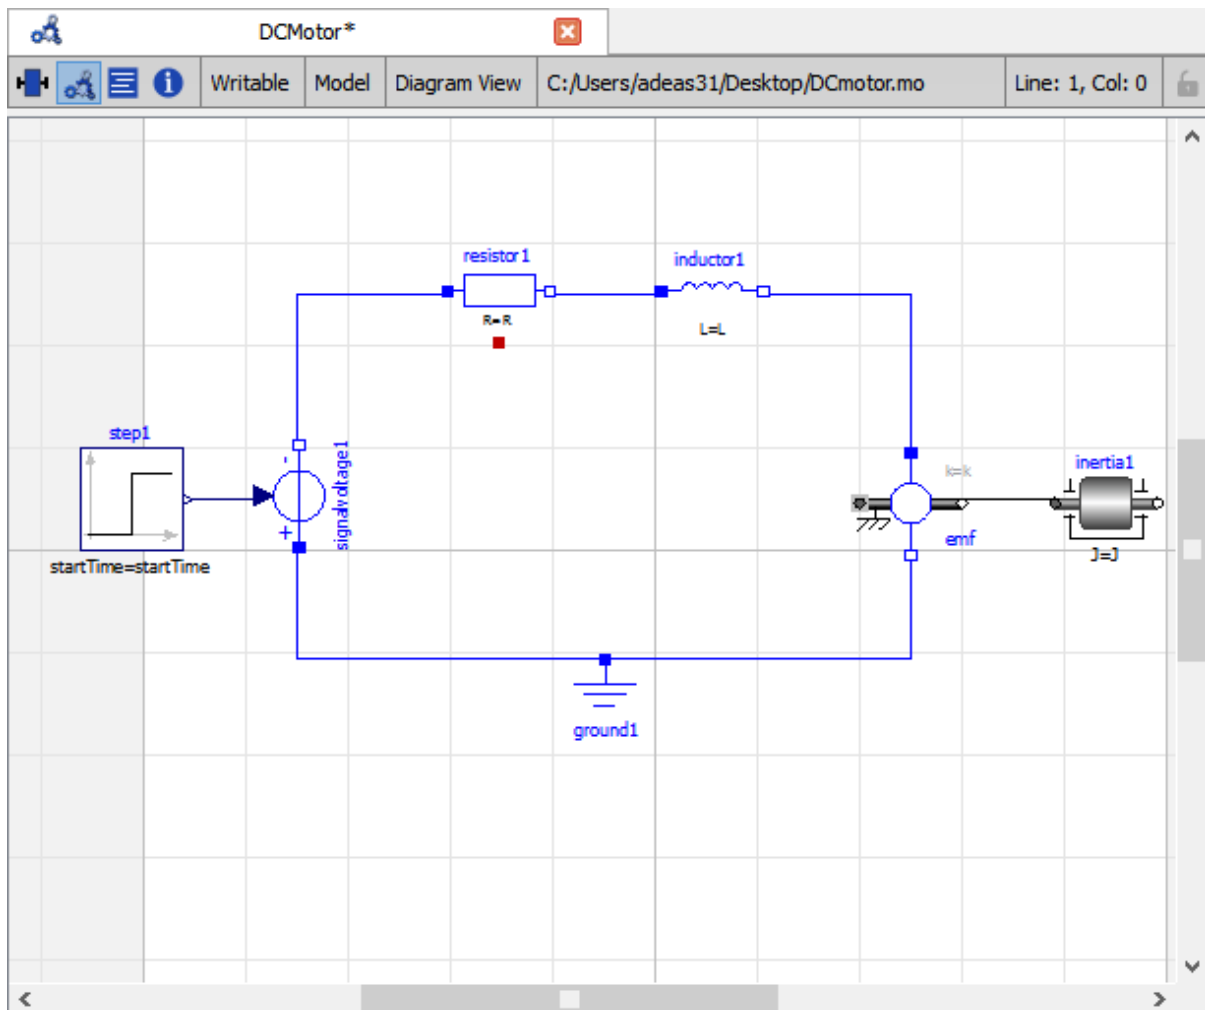 DCMotor*
Writable
Model
Diagram View
C:/Users/adeas31/Desktop/DCmotor.mo
Line: 1, Col: 0
resistor1
R=R
inductor1
L=L
step1
startTime=startTime
-
+
signalvoltage1
k=k
emf
inertia1
J=J
ground1